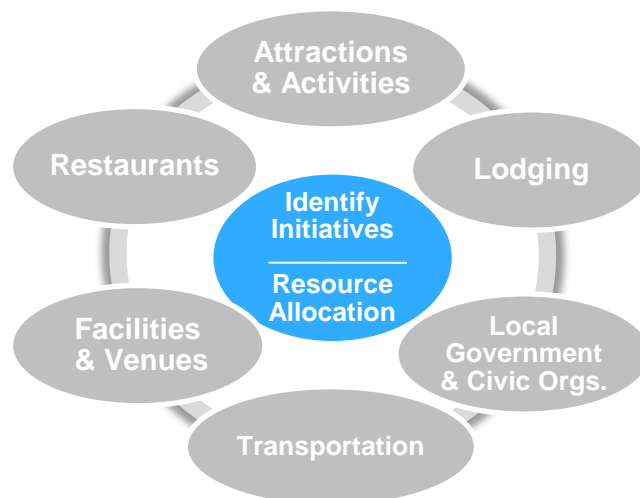 Attractions
& Activities
Restaurants
Lodging
Identify
Initiatives
Resource
Allocation
Facilities
& Venues
Local
Government
& Civic Orgs.
Transportation